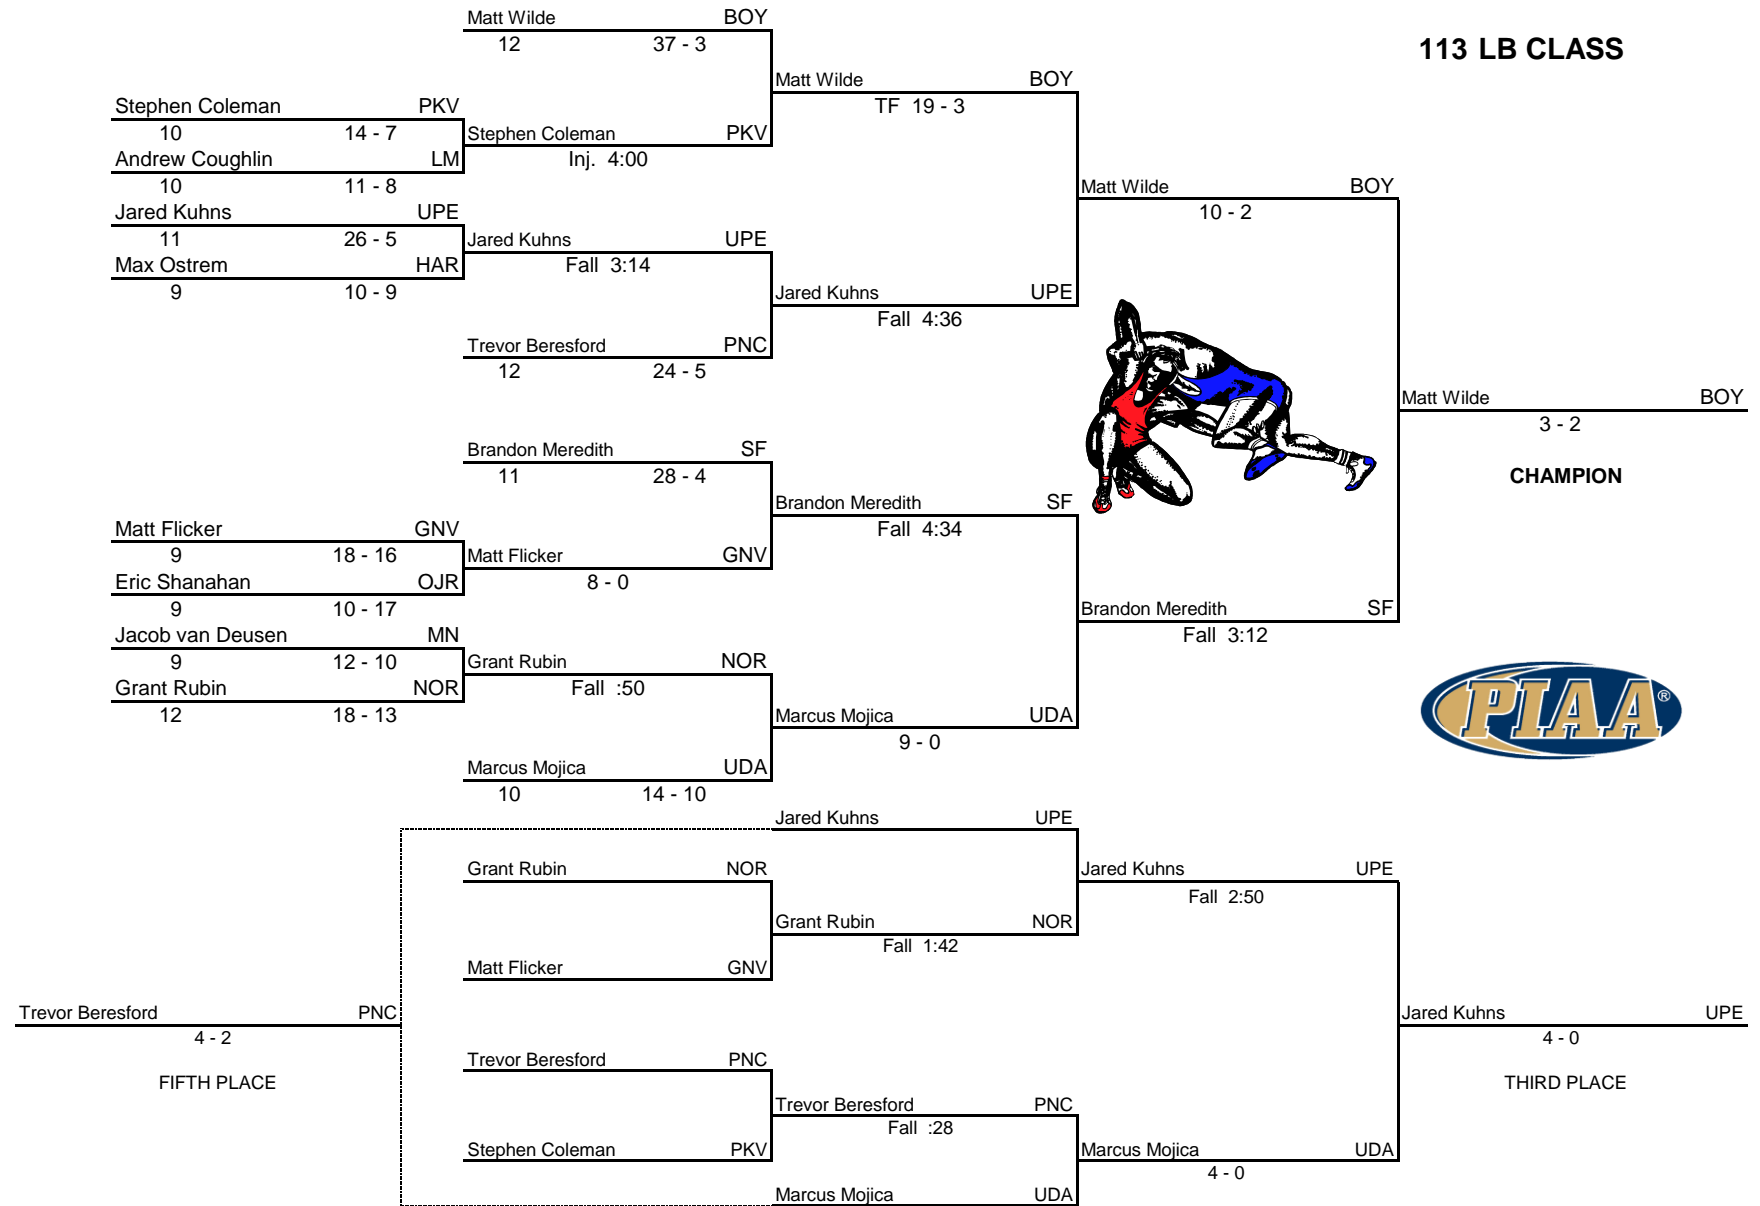 Matt Wilde BOY
12 37 - 3
113 LB CLASS
Matt Wilde BOY
TF 19 - 3
Stephen Coleman PKV
10 14 - 7
Stephen Coleman PKV
Inj. 4:00
Andrew Coughlin LM
10 11 - 8
Matt Wilde BOY
10 - 2
Jared Kuhns UPE
11 26 - 5
Jared Kuhns UPE
Fall 3:14
Max Ostrem HAR
9 10 - 9
Jared Kuhns UPE
Fall 4:36
Trevor Beresford PNC
12 24 - 5
Matt Wilde BOY
3 - 2
CHAMPION
Brandon Meredith SF
11 28 - 4
Brandon Meredith SF
Fall 4:34
Matt Flicker GNV
9 18 - 16
Matt Flicker GNV
8 - 0
Eric Shanahan OJR
9 10 - 17
Brandon Meredith SF
Fall 3:12
Jacob van Deusen MN
9 12 - 10
Grant Rubin NOR
Fall :50
Grant Rubin NOR
12 18 - 13
PIAA®
Marcus Mojica UDA
9 - 0
Marcus Mojica UDA
10 14 - 10
Jared Kuhns UPE
Grant Rubin NOR
Jared Kuhns UPE
Fall 2:50
Grant Rubin NOR
Fall 1:42
Matt Flicker GNV
Trevor Beresford PNC
4 - 2
FIFTH PLACE
Jared Kuhns UPE
4 - 0
THIRD PLACE
Trevor Beresford PNC
Trevor Beresford PNC
Fall :28
Stephen Coleman PKV
Marcus Mojica UDA
4 - 0
Marcus Mojica UDA